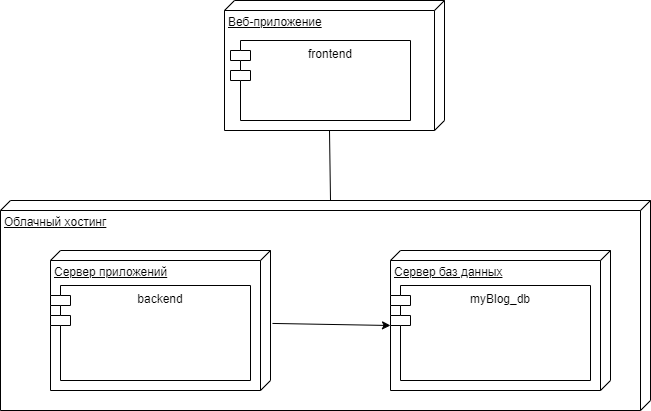 Веб-приложение
frontend
Облачный хостинг
Сервер приложений
backend
Сервер баз данных
myBlog_db